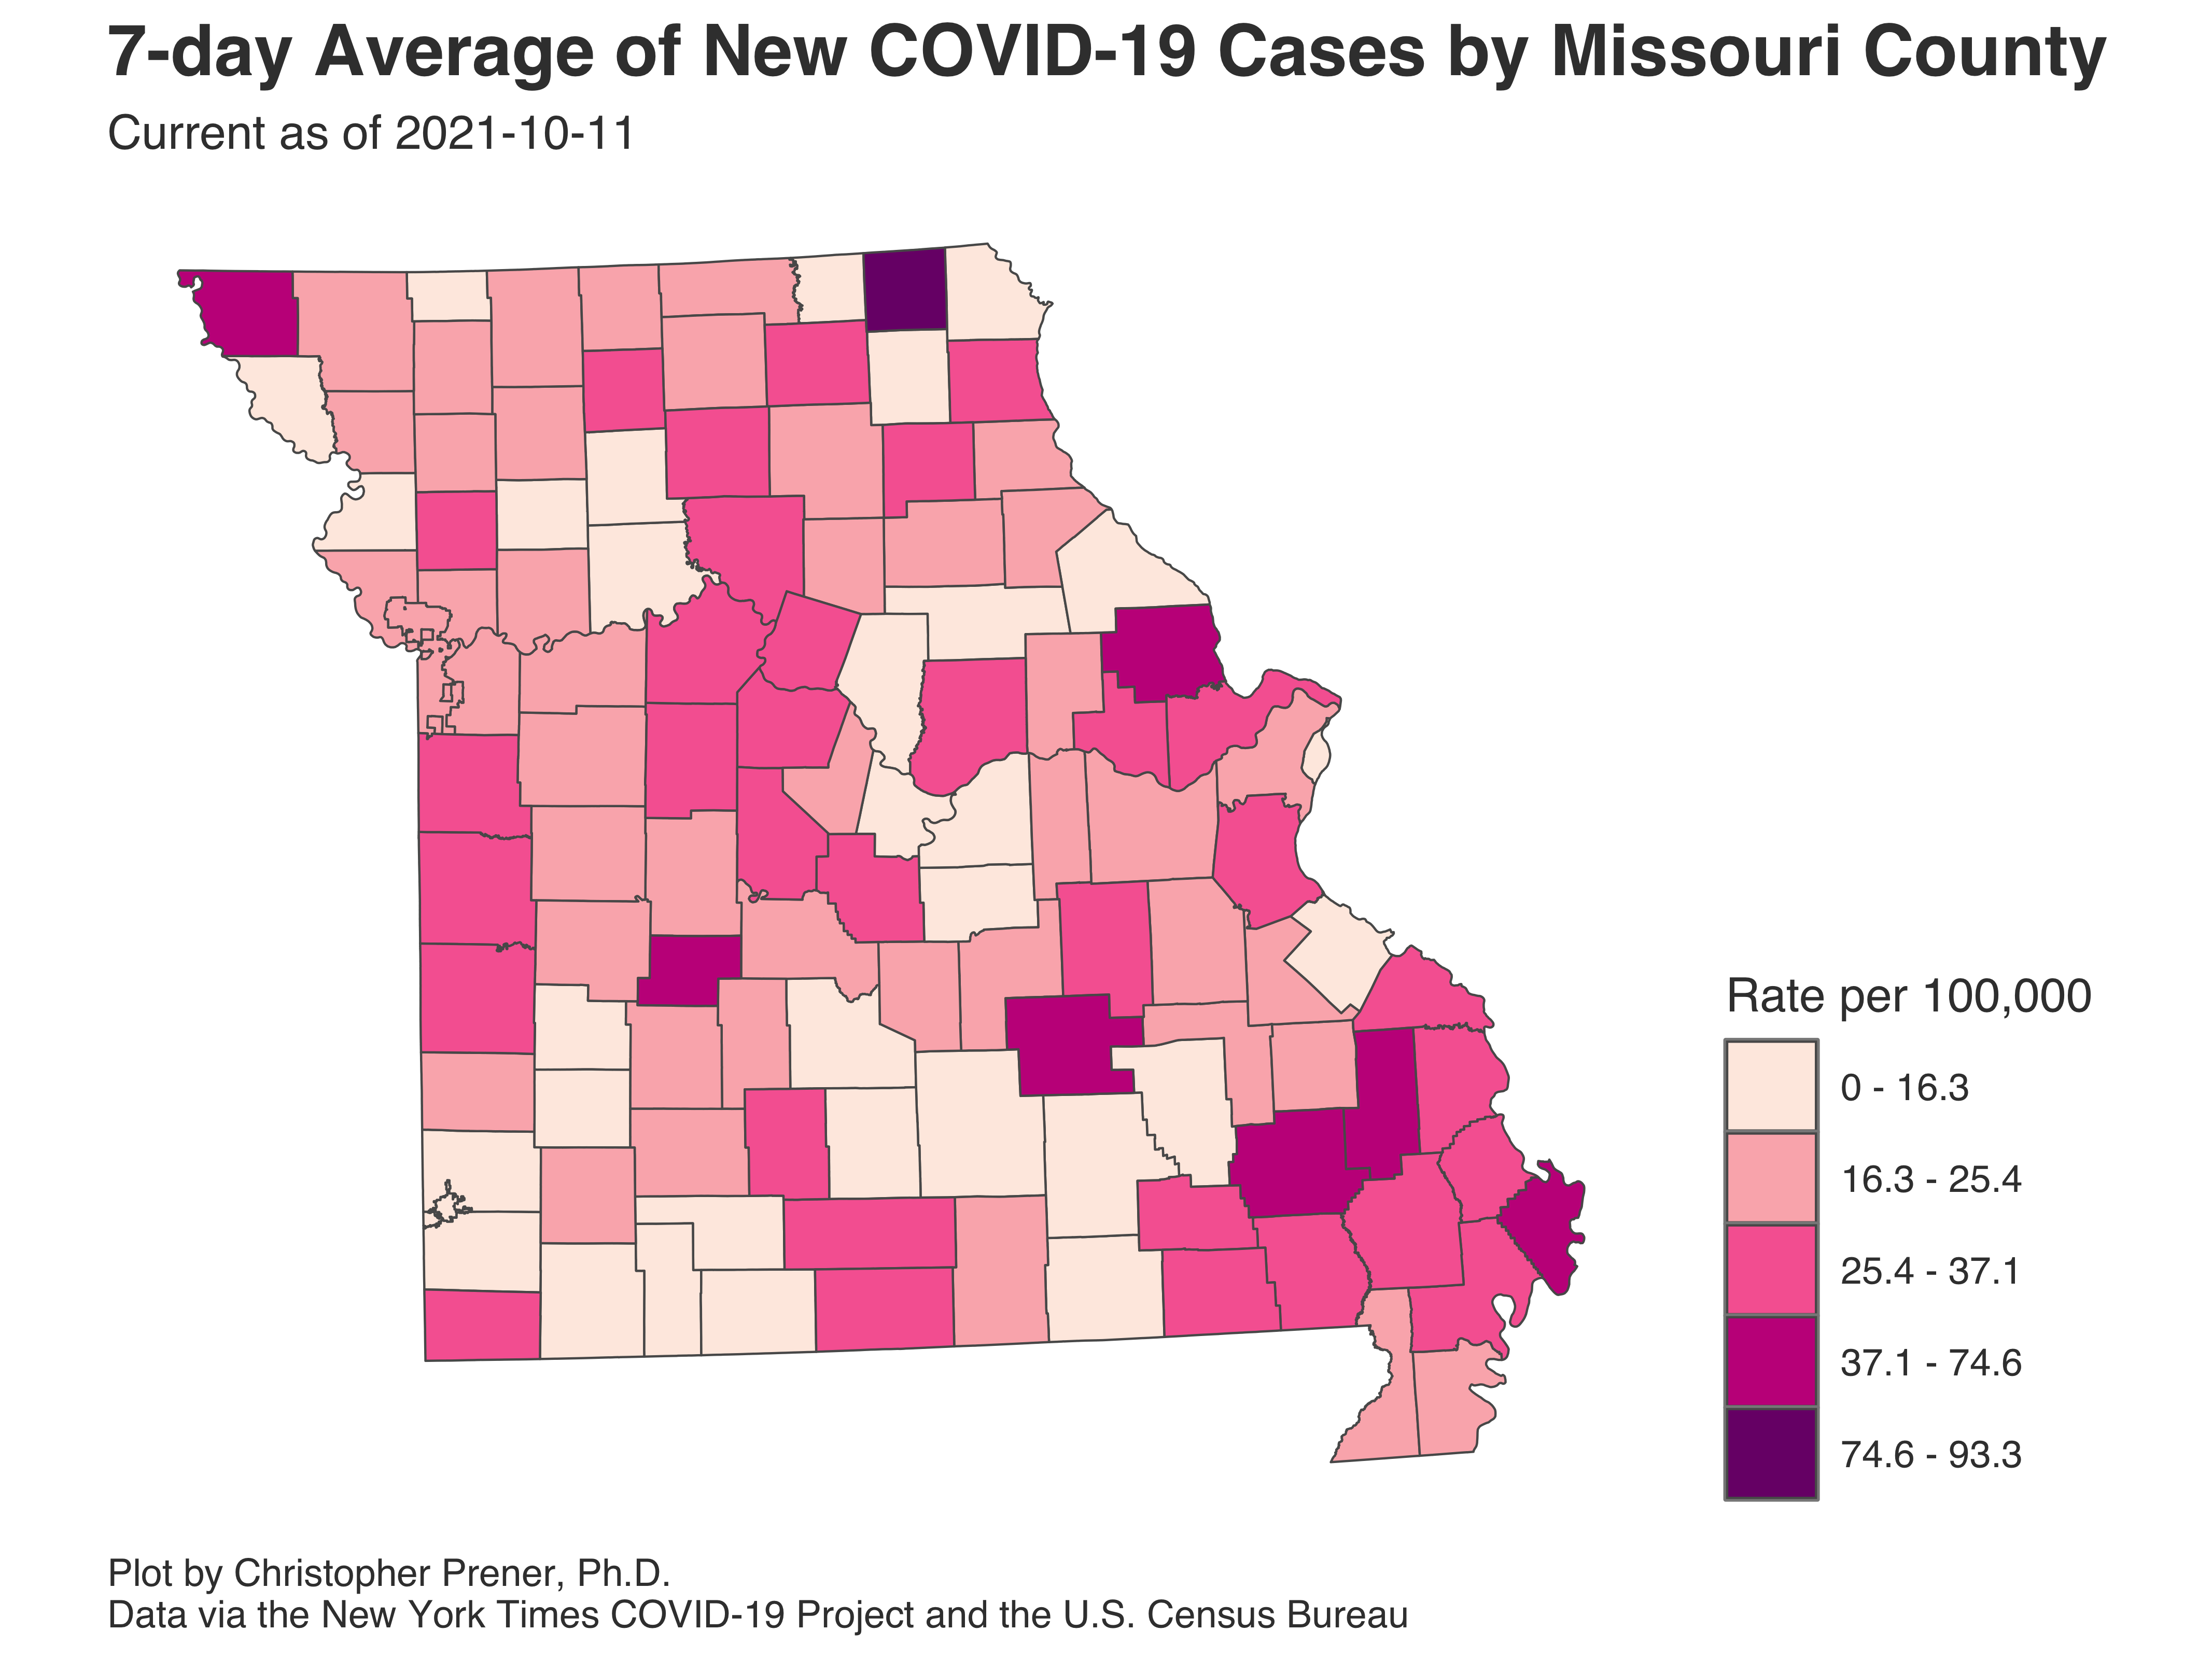 7-day Average of New COVID-19 Cases by Missouri County
Current as of 2021-10-11
Rate per 100,000
0 - 16.3
16.3 - 25.4
25.4 - 37.1
37.1 - 74.6
74.6 - 93.3
Plot by Christopher Prener, Ph.D.
Data via the New York Times COVID-19 Project and the U.S. Census Bureau